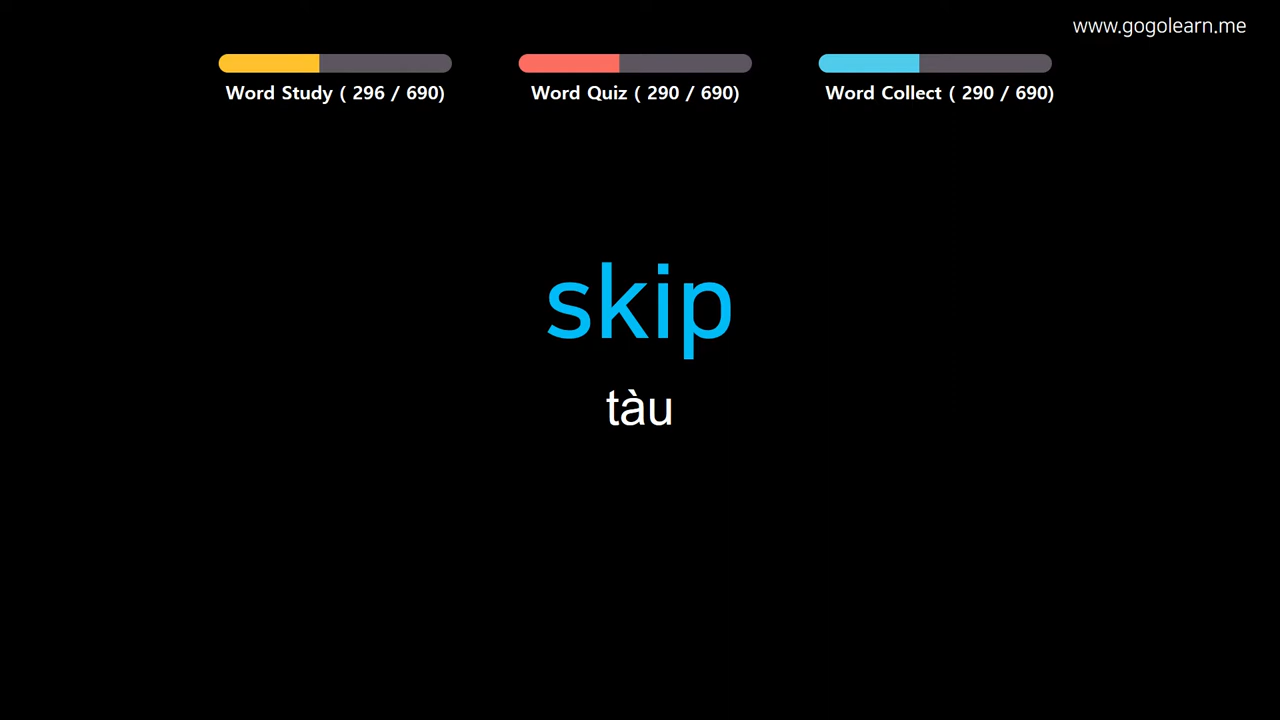 www.gogolearn.me
Word Study ( 296 / 690)
Word Quiz ( 290 / 690)
Word Collect ( 290 / 690)
skip
tàu